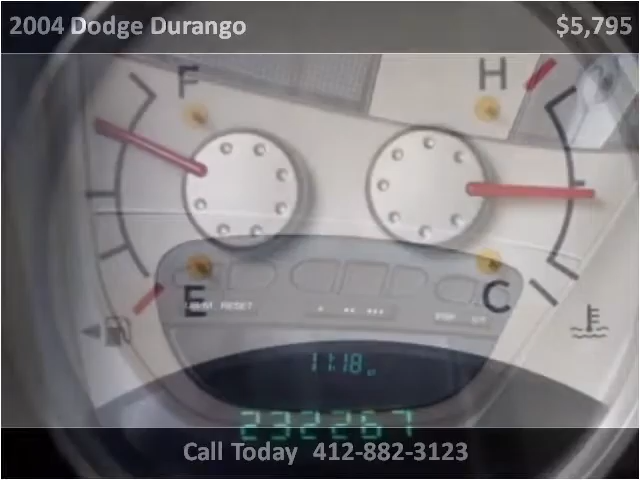 2004 Dodge Durango
$5,795
F
H
E
RESET
C
11:18
232267
Call Today 412-882-3123